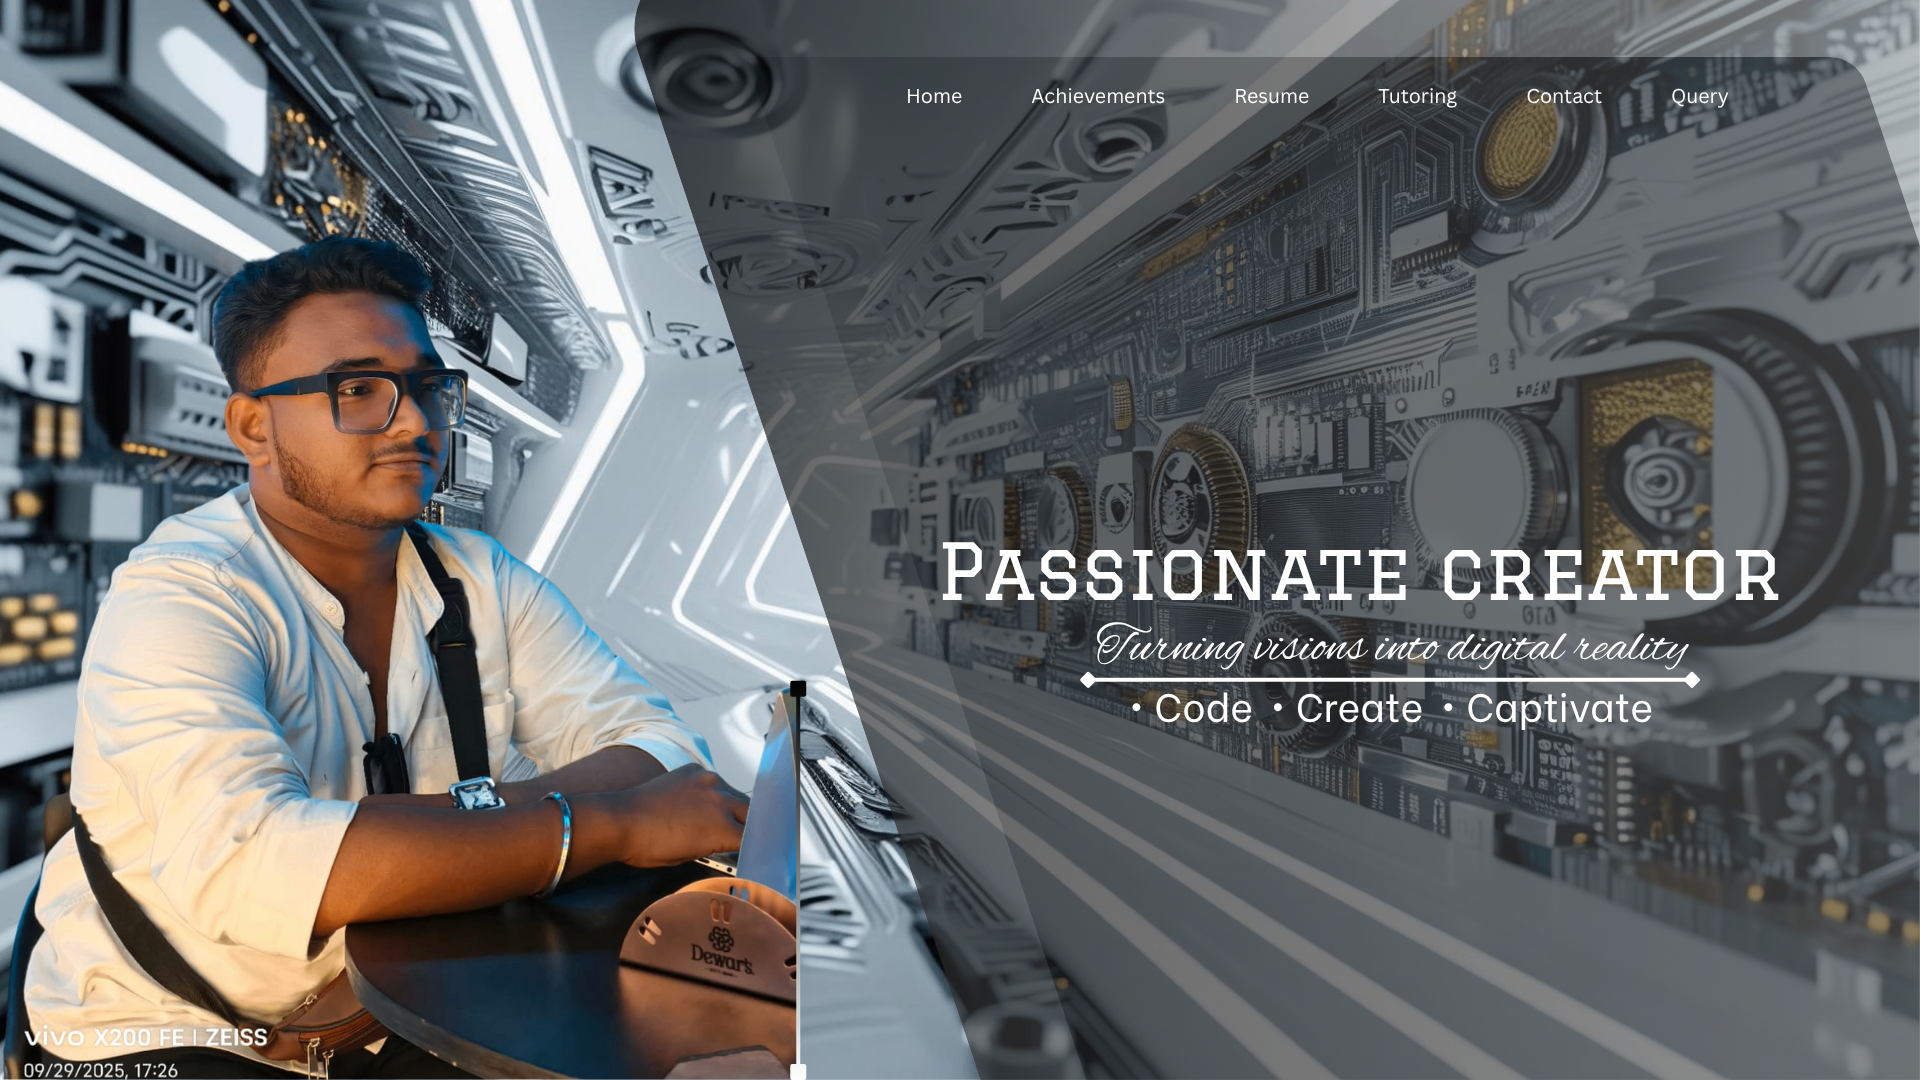 Home Achievements Resume Tutoring Contact Query
PASSIONATE CREATOR
Turning visions into digital reality
• Code • Create • Captivate
Dewar's
vivo X200 FE | ZEISS
09/29/2025, 17:26